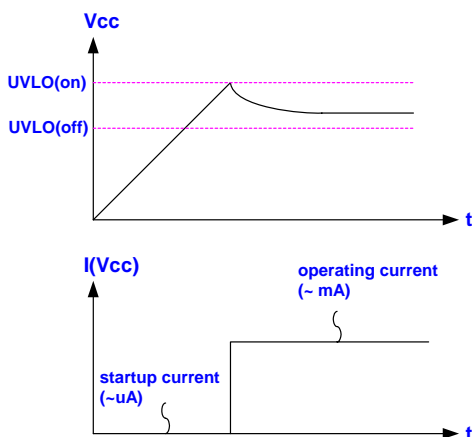 Vcc
UVLO(on)
UVLO(off)
t
I(Vcc)
operating current
(~ mA)
startup current
(~uA)
t